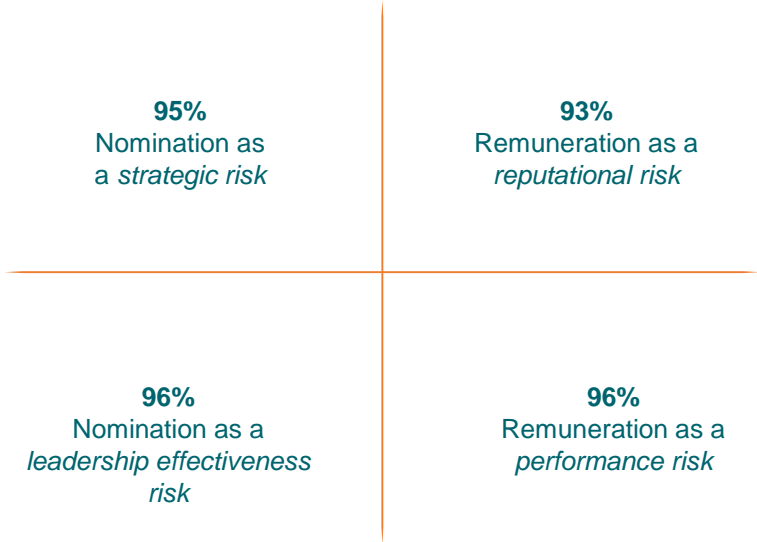 95%
Nomination as
a strategic risk
93%
Remuneration as a
reputational risk
96%
Nomination as a
leadership effectiveness
risk
96%
Remuneration as a
performance risk